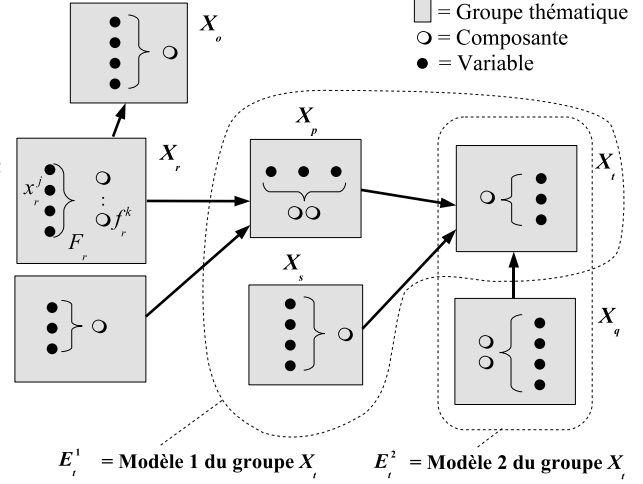 X_o
= Groupe thématique
= Composante
= Variable
X_p
X_r
X_t
x_r^j
f_r^k
F_r
X_s
X_q
E_t^1 = Modèle 1 du groupe X_t
E_t^2 = Modèle 2 du groupe X_t